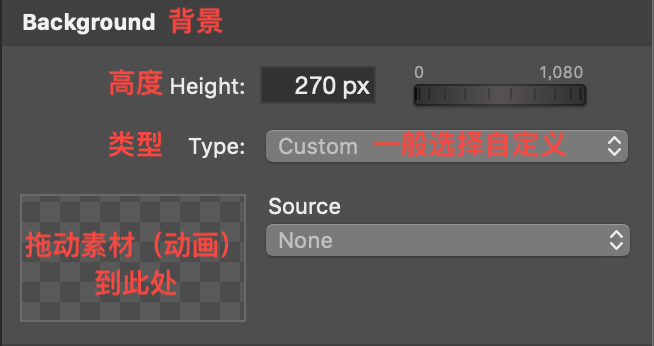 Background 背景
0 1,080
高度 Height: 270 px
类型 Type: Custom 一般选择自定义
Source
None
拖动素材（动画）
到此处